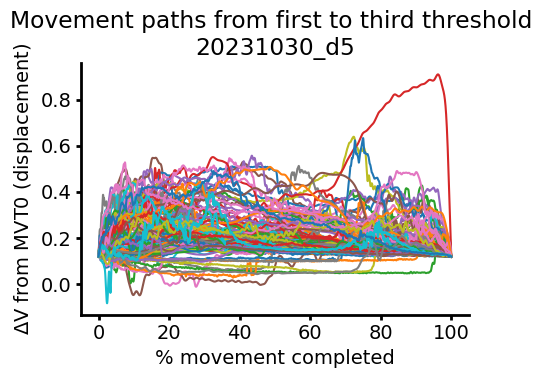 Movement paths from first to third threshold
20231030_d5
ΔV from MVT0 (displacement)
0.8
0.6
0.4
0.2
0.0
0 20 40 60 80 100
% movement completed